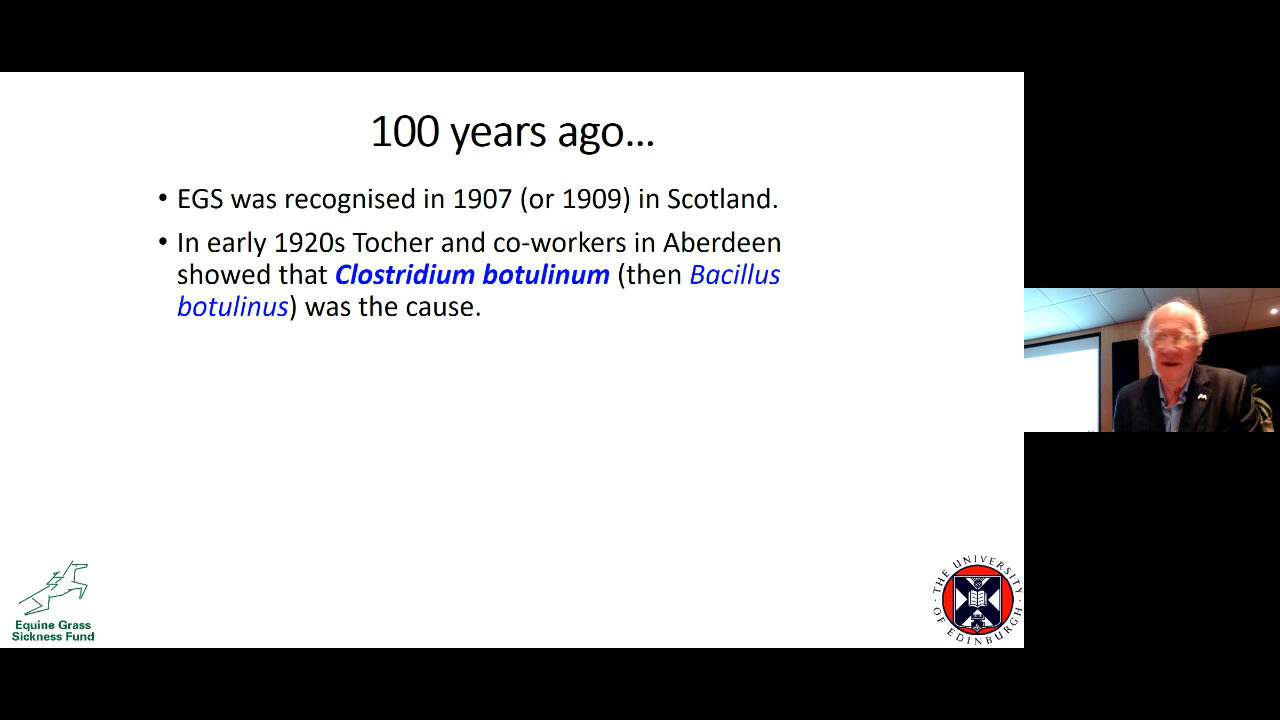 100 years ago...
• EGS was recognised in 1907 (or 1909) in Scotland.
• In early 1920s Tocher and co-workers in Aberdeen
showed that Clostridium botulinum (then Bacillus
botulinus) was the cause.
Equine Grass
Sickness Fund
THE UNIVERSITY
OF EDINBURGH